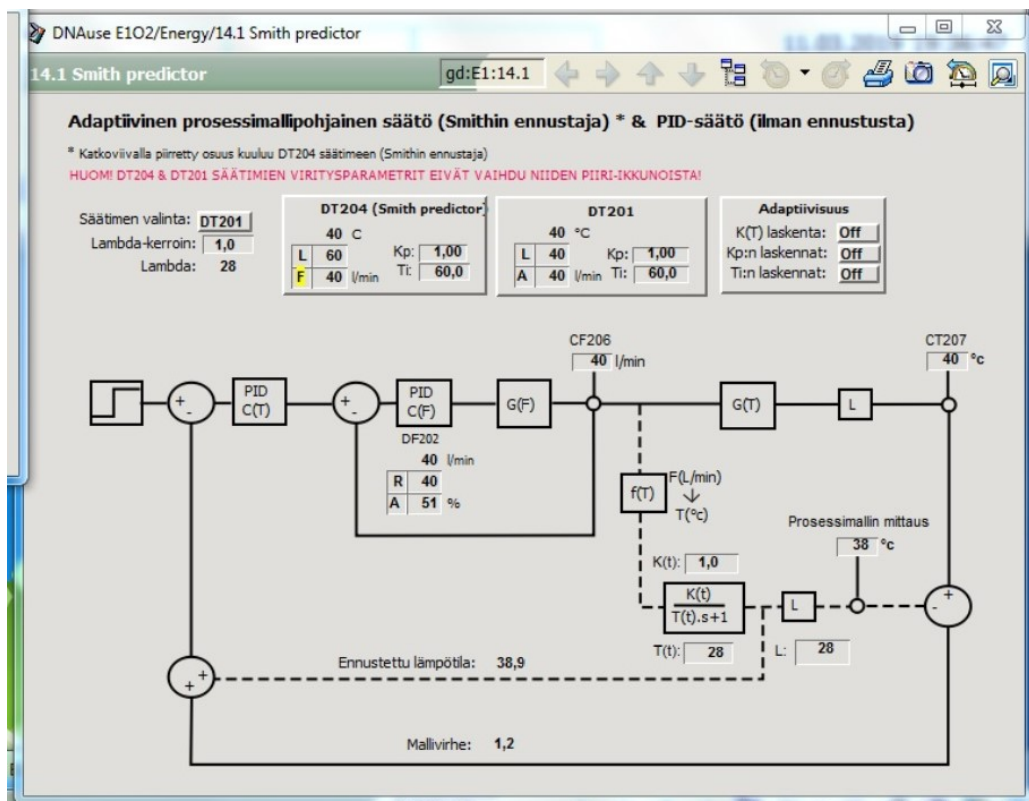 DNAuse E1O2/Energy/14.1 Smith predictor
14.1 Smith predictor
gd:E1:14.1
Adaptiivinen prosessimallipohjainen säätö (Smithin ennustaja) * & PID-säätö (ilman ennustusta)
* Katkoviivalla piirretty osuus kuuluu DT204 säätimeen (Smithin ennustaja)
HUOM! DT204 & DT201 SÄÄTIMIEN VIRITYSPARAMETRIT EIVÄT VAIHDU NIIDEN PIIRI-IKKUNOISTA!
Säätimen valinta: DT201
Lambda-kerroin: 1,0
Lambda: 28
DT204 (Smith predictor)
40 C
L 60 Kp: 1,00
F 40 l/min Ti: 60,0
DT201
40 °C
L 40 Kp: 1,00
A 40 l/min Ti: 60,0
Adaptiivisuus
K(T) laskenta: Off
Kp:n laskennat: Off
Ti:n laskennat: Off
CF206
40 l/min
CT207
40 °c
+
-
PID
C(T)
+
-
PID
C(F)
G(F)
G(T)
L
DF202
40 l/min
R 40
A 51 %
f(T)
F(L/min)
T(°c)
Prosessimallin mittaus
38 °c
K(t): 1,0
K(t)
T(t).s+1
L
+
-
T(t): 28
L: 28
Ennustettu lämpötila: 38,9
+
+
Mallivirhe: 1,2